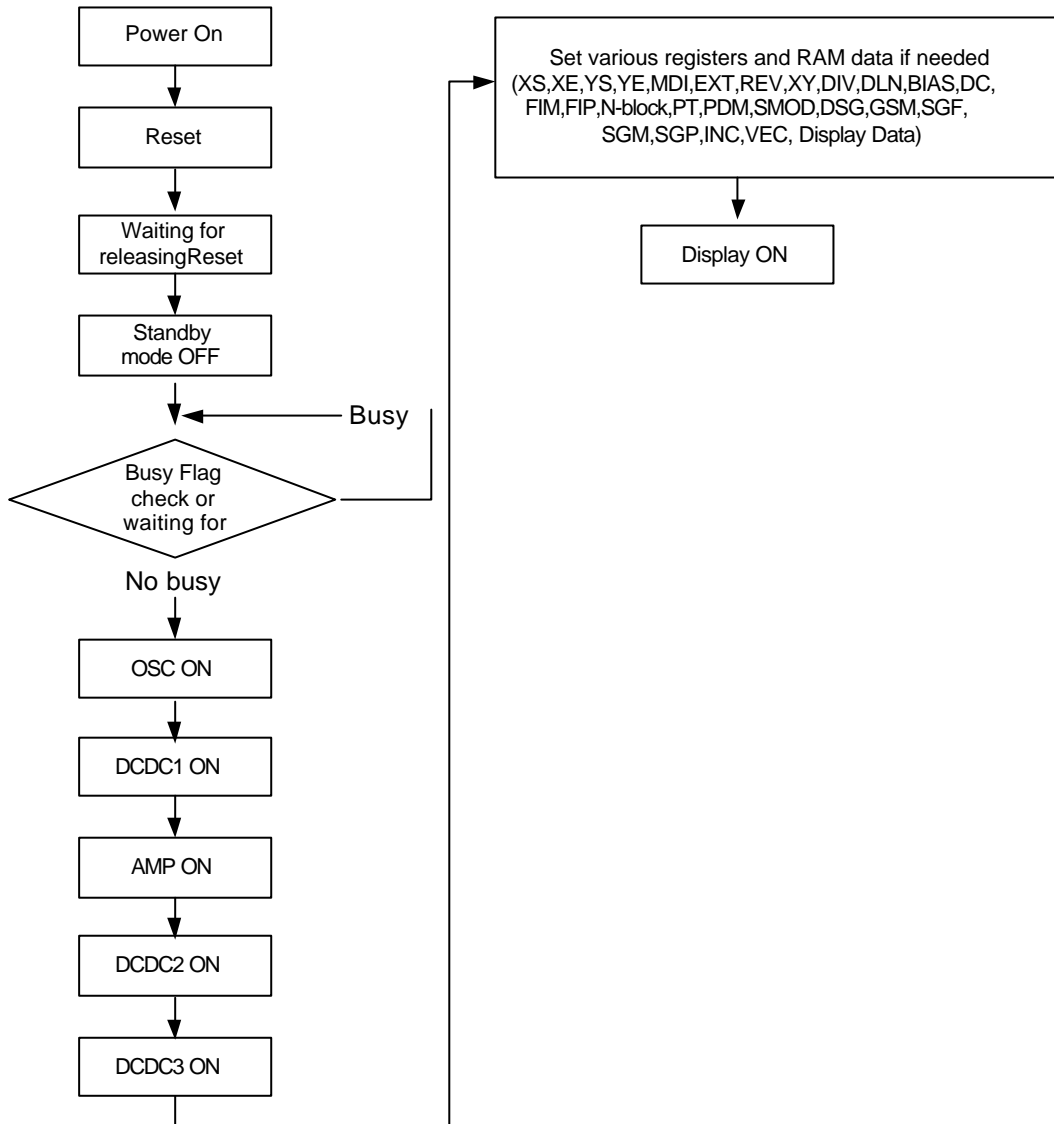 Power On
Reset
Waiting for
releasingReset
Standby
mode OFF
Busy
Busy Flag
check or
waiting for
No busy
OSC ON
DCDC1 ON
AMP ON
DCDC2 ON
DCDC3 ON
Set various registers and RAM data if needed
(XS,XE,YS,YE,MDI,EXT,REV,XY,DIV,DLN,BIAS,DC,
FIM,FIP,N-block,PT,PDM,SMOD,DSG,GSM,SGF,
SGM,SGP,INC,VEC, Display Data)
Display ON